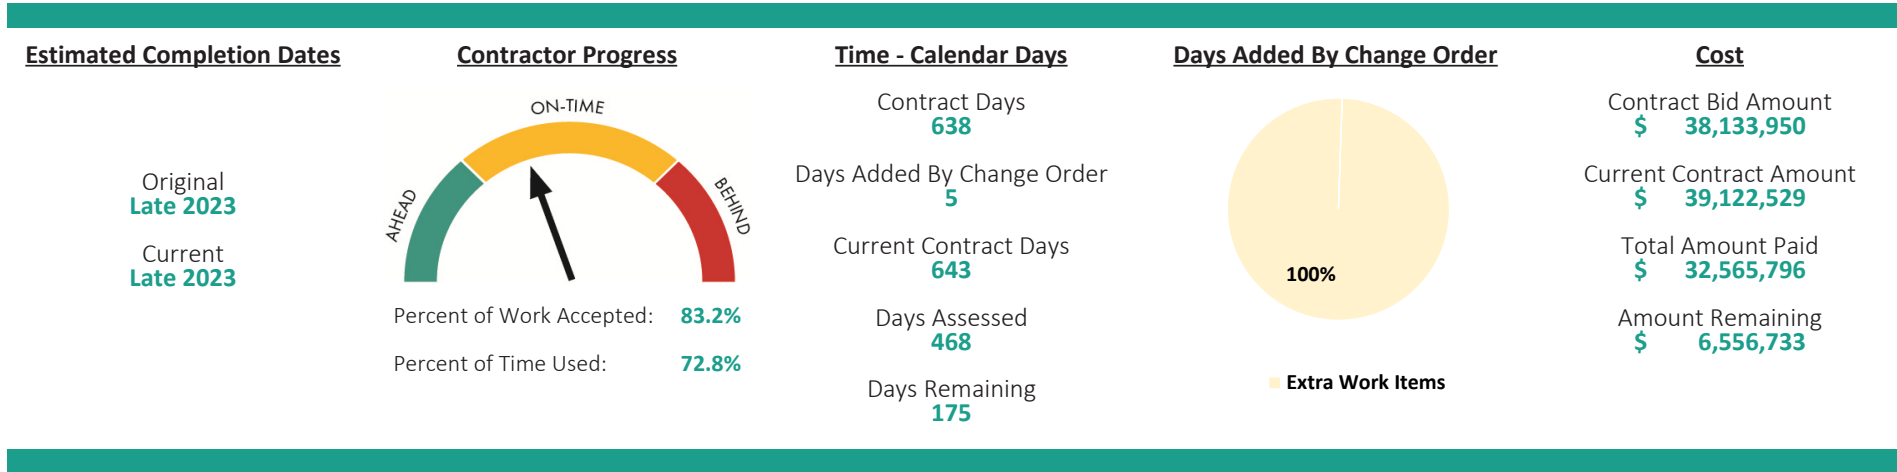 Estimated Completion Dates
Original
Late 2023
Current
Late 2023
Contractor Progress
ON-TIME
AHEAD
BEHIND
Percent of Work Accepted: 83.2%
Percent of Time Used: 72.8%
Time - Calendar Days
Contract Days
638
Days Added By Change Order
5
Current Contract Days
643
Days Assessed
468
Days Remaining
175
Days Added By Change Order
100%
Extra Work Items
Cost
Contract Bid Amount
$ 38,133,950
Current Contract Amount
$ 39,122,529
Total Amount Paid
$ 32,565,796
Amount Remaining
$ 6,556,733